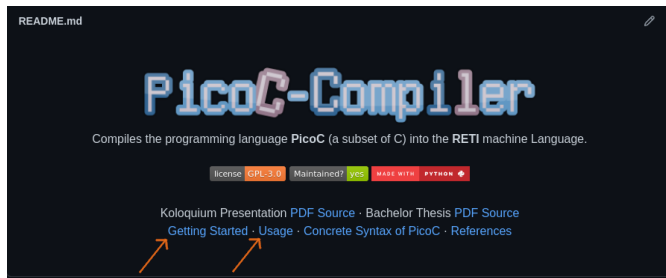 README.md
PicoC-Compiler
Compiles the programming language PicoC (a subset of C) into the RETI machine Language.
license GPL-3.0 Maintained? yes MADE WITH PYTHON
Koloquium Presentation PDF Source · Bachelor Thesis PDF Source
Getting Started · Usage · Concrete Syntax of PicoC · References